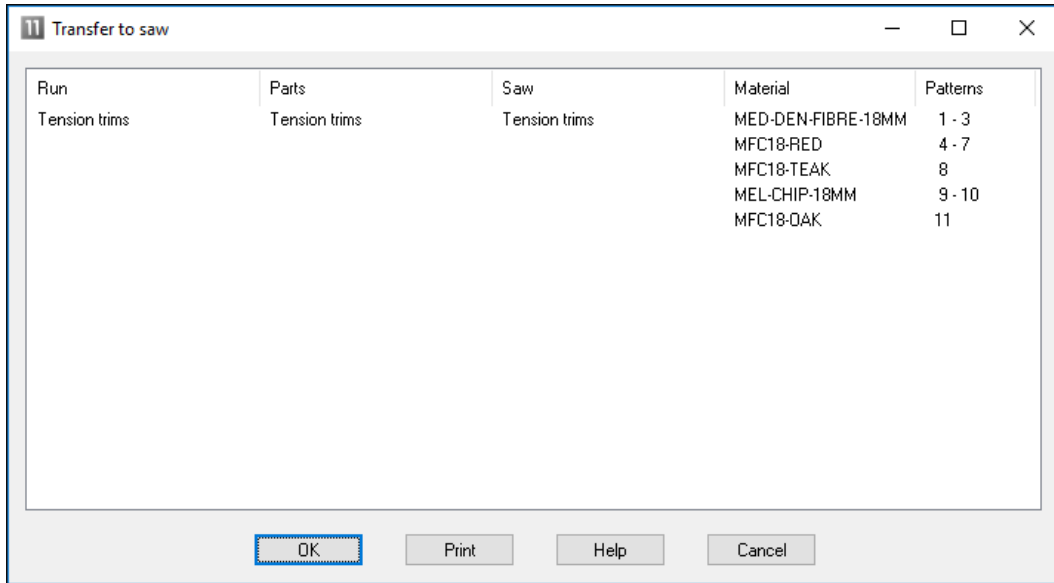 11 Transfer to saw
Run Parts Saw Material Patterns
Tension trims Tension trims Tension trims MED-DEN-FIBRE-18MM 1 - 3
MFC18-RED 4 - 7
MFC18-TEAK 8
MEL-CHIP-18MM 9 - 10
MFC18-OAK 11
OK Print Help Cancel